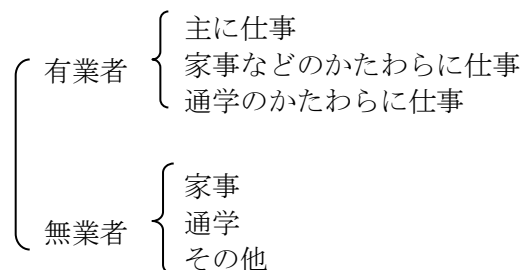 有業者
主に仕事
家事などのかたわらに仕事
通学のかたわらに仕事
無業者
家事
通学
その他